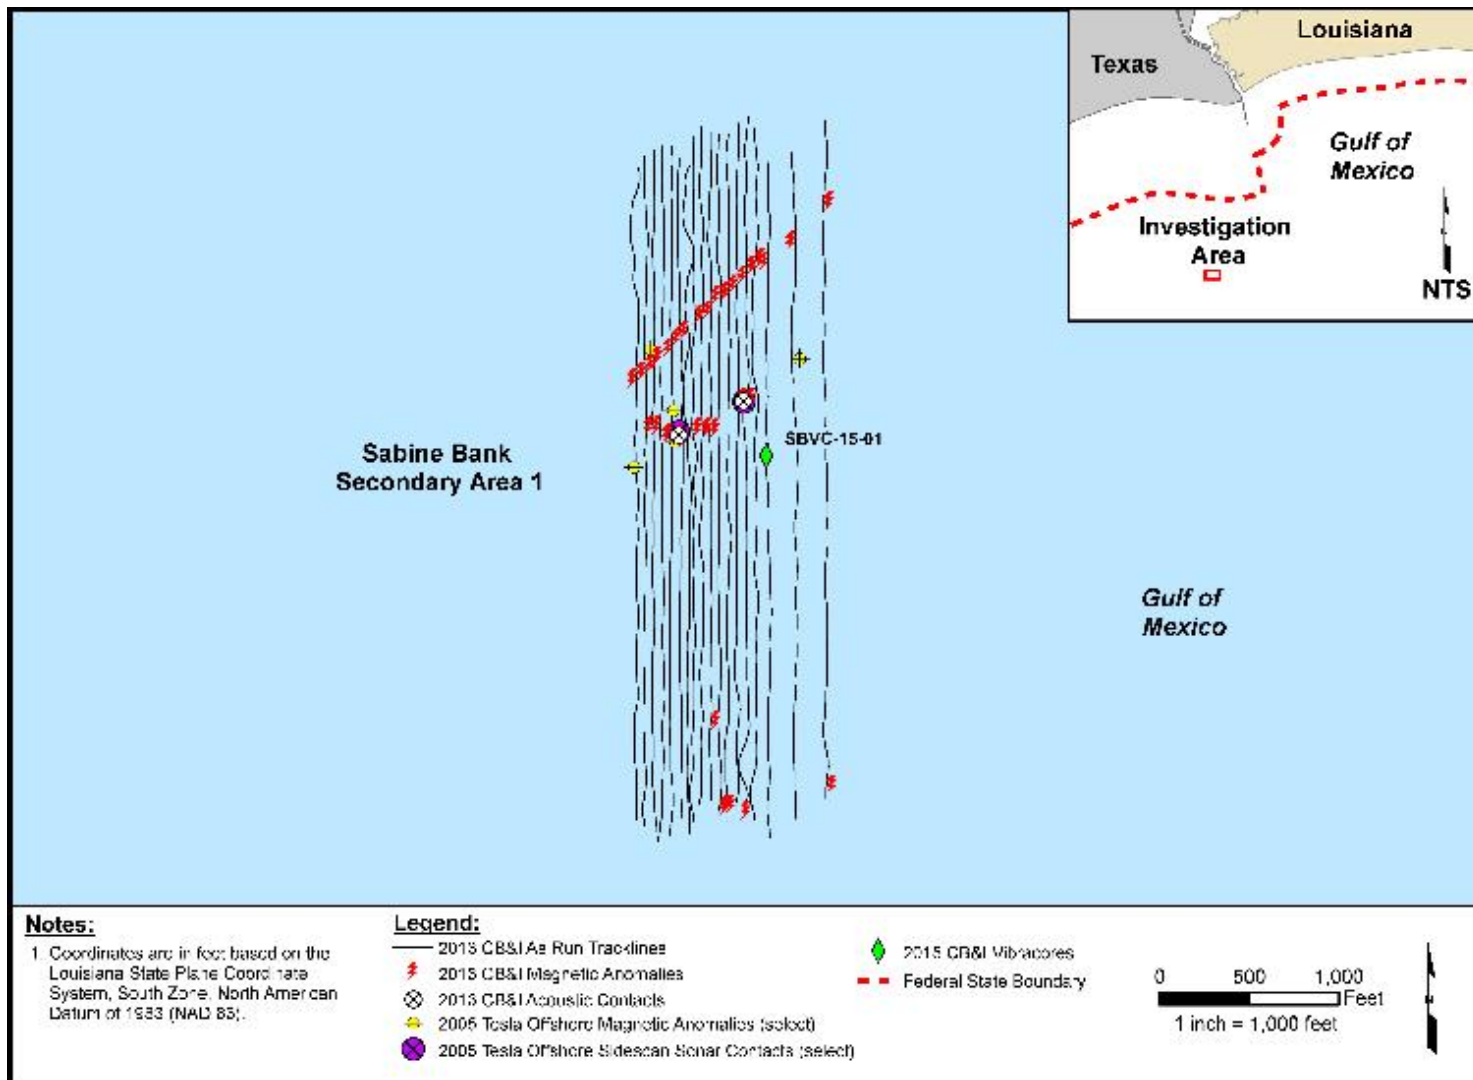 Louisiana
Texas
Gulf of
Mexico
Investigation
Area
NTS
SBVC-15-01
Sabine Bank
Secondary Area 1
Gulf of
Mexico
Notes:
1. Coordinates are in feet based on the
Louisiana State Plane Coordinate
System, South Zone, North American
Datum of 1983 (NAD 83).
Legend:
CB&I As Run Tracklines
CB&I Magnetic Anomalies
CB&I Acoustic Contacts
2005 Tesla Offshore Magnetic Anomalies (select)
2005 Tesla Offshore Sidescan Sonar Contacts (select)
2015 CB&I Vibracores
Federal State Boundary
0 500 1,000
Feet
1 inch = 1,000 feet